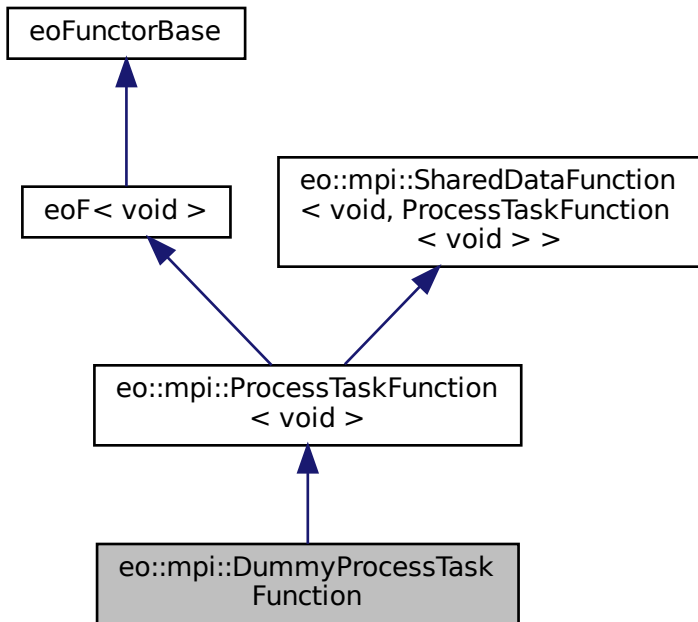 eoFunctorBase
eoF< void >
eo::mpi::SharedDataFunction
< void, ProcessTaskFunction
< void > >
eo::mpi::ProcessTaskFunction
< void >
eo::mpi::DummyProcessTask
Function